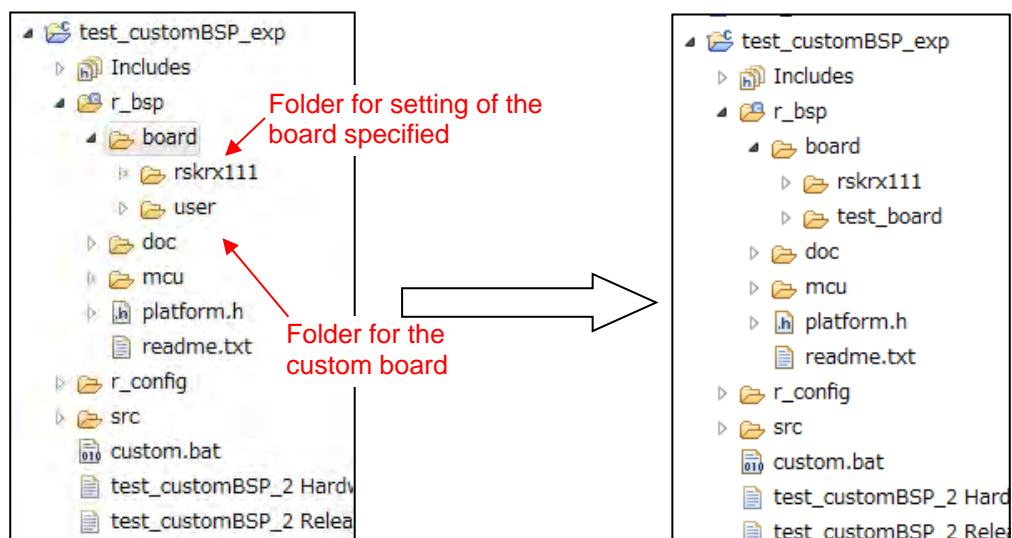 test_customBSP_exp
Includes
r_bsp
Folder for setting of the
board specified
board
rskrx111
user
doc
mcu
platform.h
Folder for the
custom board
readme.txt
r_config
src
custom.bat
test_customBSP_2 Hardw
test_customBSP_2 Relea
test_customBSP_exp
Includes
r_bsp
board
rskrx111
test_board
doc
mcu
platform.h
readme.txt
r_config
src
custom.bat
test_customBSP_2 Hard
test_customBSP_2 Relea